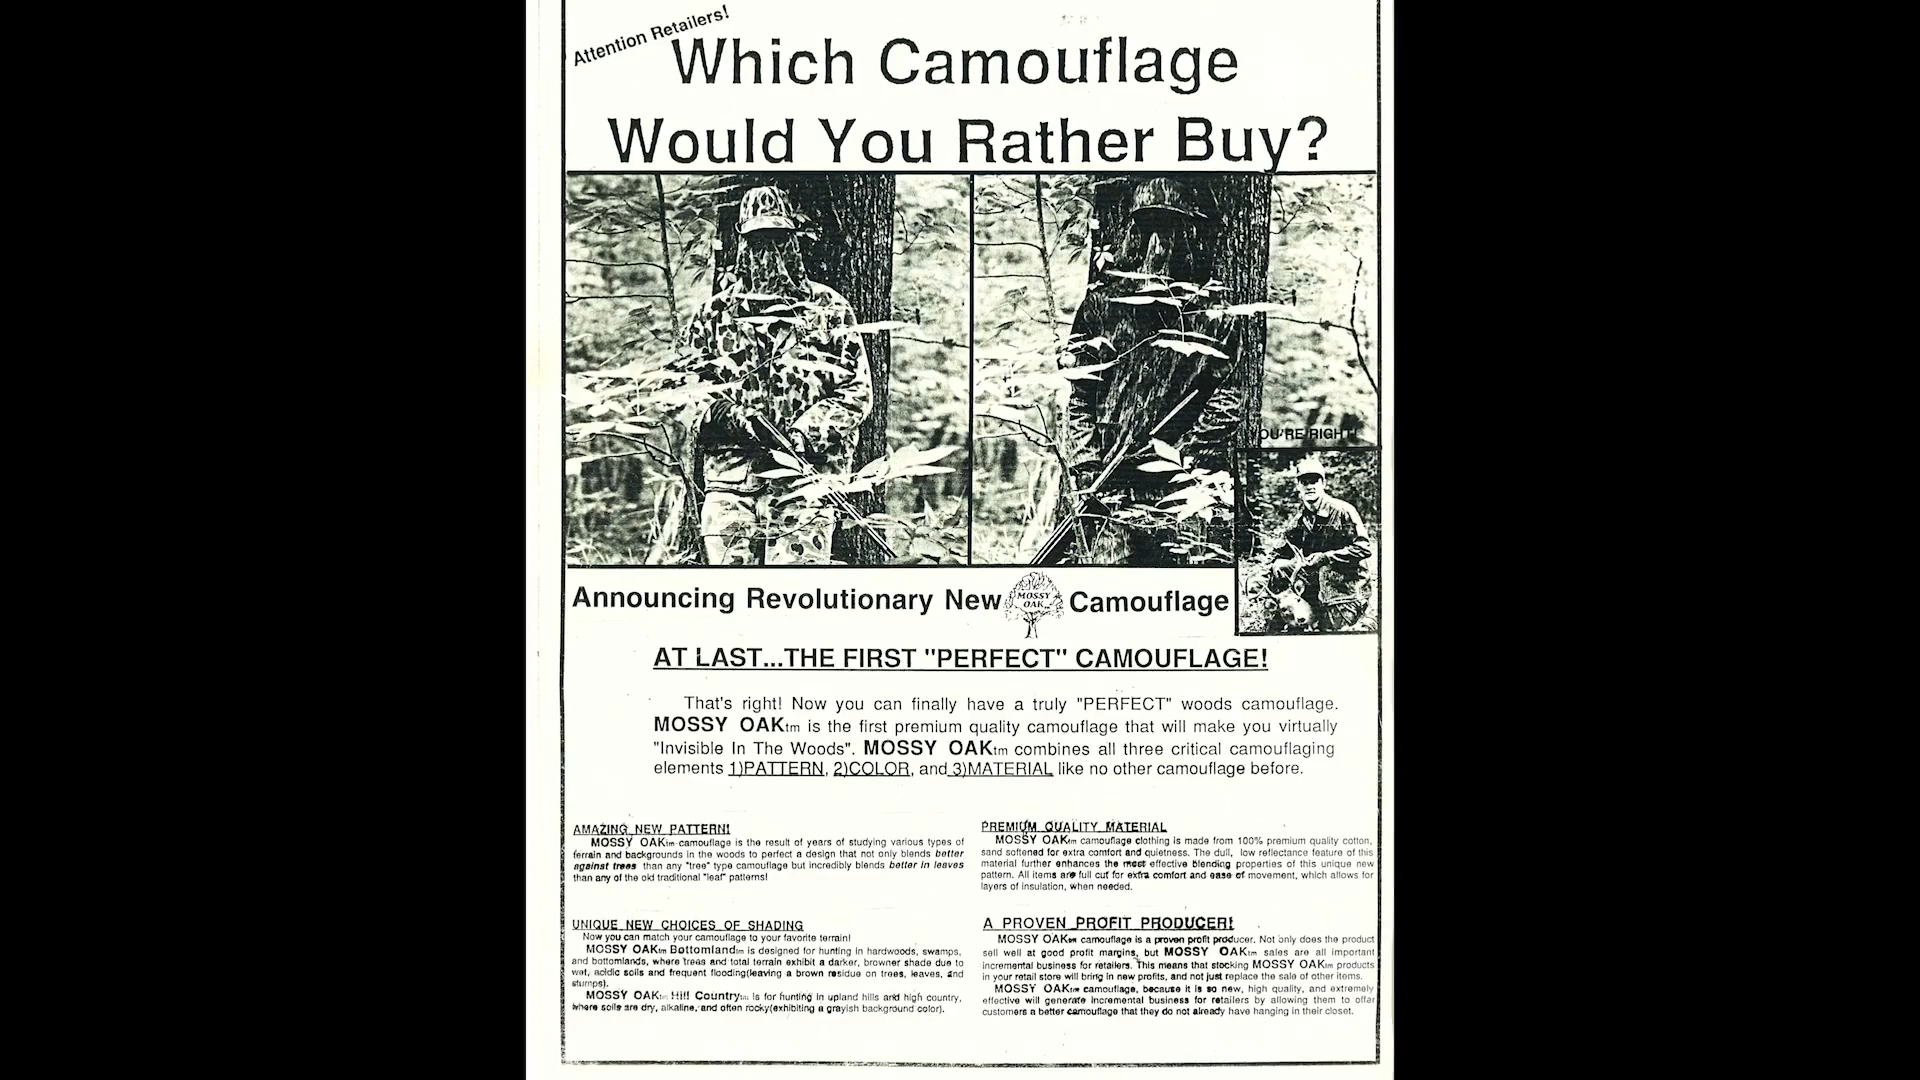 Attention Retailers!
Which Camouflage
Would You Rather Buy?
OU'RE RIGHT!
Announcing Revolutionary New MOSSY OAK Camouflage
AT LAST...THE FIRST "PERFECT" CAMOUFLAGE!
That's right! Now you can finally have a truly "PERFECT" woods camouflage.
MOSSY OAKtm is the first premium quality camouflage that will make you virtually
"Invisible In The Woods". MOSSY OAKtm combines all three critical camouflaging
elements 1)PATTERN, 2)COLOR, and 3)MATERIAL like no other camouflage before.
AMAZING NEW PATTERN!
MOSSY OAKtm camouflage is the result of years of studying various types of
terrain and backgrounds in the woods to perfect a design that not only blends better
against trees than any "tree" type camouflage but incredibly blends better in leaves
than any of the old traditional "leaf" patterns!
UNIQUE NEW CHOICES OF SHADING
Now you can match your camouflage to your favorite terrain!
MOSSY OAKtm Bottomlandtm is designed for hunting in hardwoods, swamps,
and bottomlands, where treas and total terrain exhibit a darker, browner shade due to
wet, acidic soils and frequent flooding(leaving a brown residue on trees, leaves, and
stumps).
MOSSY OAKtm Hill Countrytm is for hunting in upland hills and high country,
where soils are dry, alkaline, and often rocky(exhibiting a grayish background color).
PREMIUM QUALITY MATERIAL
MOSSY OAKtm camouflage clothing is made from 100% premium quality cotton,
sand softened for extra comfort and quietness. The dull, low reflectance feature of this
material further enhances the most effective blending properties of this unique new
pattern. All items are full cut for extra comfort and ease of movement, which allows for
layers of insulation, when needed.
A PROVEN PROFIT PRODUCER!
MOSSY OAKtm camouflage is a proven profit producer. Not only does the product
sell well at good profit margins, but MOSSY OAKtm sales are all important
incremental business for retailers. This means that stocking MOSSY OAKtm products
in your retail store will bring in new profits, and not just replace the sale of other items.
MOSSY OAKtm camouflage, because it is so new, high quality, and extremely
effective will generate incremental business for retailers by allowing them to offer
customers a better camouflage that they do not already have hanging in their closet.